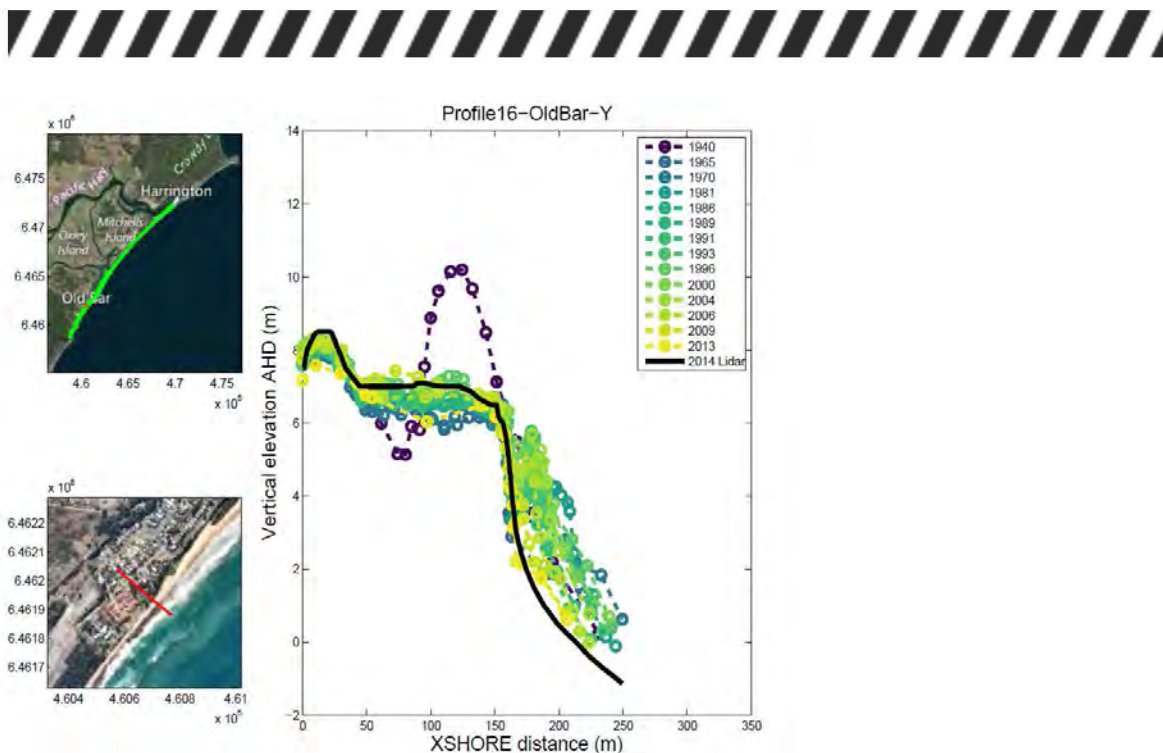 Profile16-OldBar-Y
x 10⁶
6.475
6.47
6.465
6.46
4.6 4.65 4.7 4.75
x 10⁵
Pacific Hwy
Crowdy
Harrington
Mitchells
Island
Oxley
Island
Old Bar
x 10⁶
6.4622
6.4621
6.462
6.4619
6.4618
6.4617
4.604 4.606 4.608 4.61
x 10⁵
Vertical elevation AHD (m)
14
12
10
8
6
4
2
0
-2
0 50 100 150 200 250 300 350
XSHORE distance (m)
1940
1965
1970
1981
1986
1989
1991
1993
1996
2000
2004
2006
2009
2013
2014 Lidar